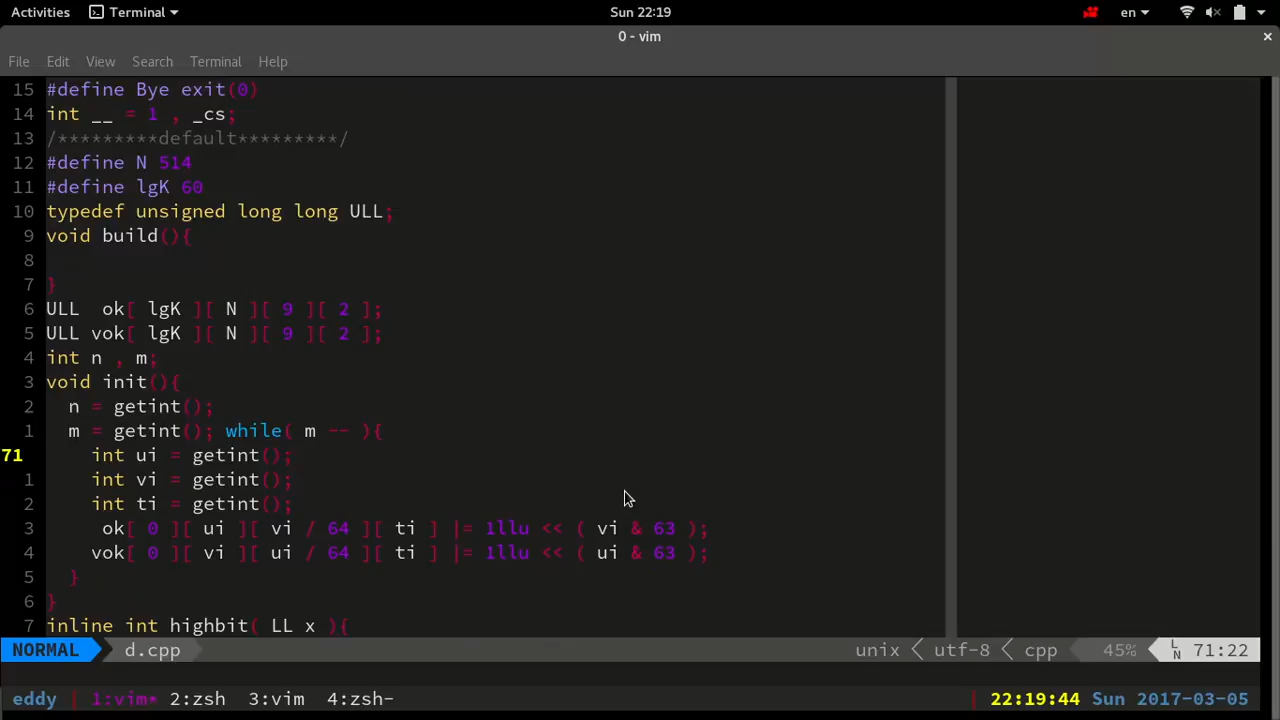 Activities Terminal Sun 22:19 en
0 - vim
File Edit View Search Terminal Help
15 #define Bye exit(0)
14 int __ = 1 , _cs;
13 /*********default*********/
12 #define N 514
11 #define lgK 60
10 typedef unsigned long long ULL;
9 void build(){
8
7 }
6 ULL  ok[ lgK ][ N ][ 9 ][ 2 ];
5 ULL vok[ lgK ][ N ][ 9 ][ 2 ];
4 int n , m;
3 void init(){
2   n = getint();
1   m = getint(); while( m -- ){
71     int ui = getint();
1     int vi = getint();
2     int ti = getint();
3      ok[ 0 ][ ui ][ vi / 64 ][ ti ] |= 1llu << ( vi & 63 );
4     vok[ 0 ][ vi ][ ui / 64 ][ ti ] |= 1llu << ( ui & 63 );
5   }
6 }
7 inline int highbit( LL x ){
NORMAL d.cpp unix utf-8 cpp 45% LN 71:22
eddy 1:vim* 2:zsh 3:vim 4:zsh- 22:19:44 Sun 2017-03-05